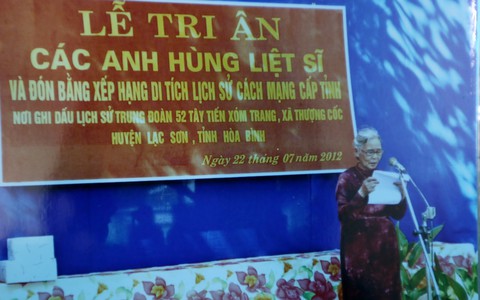 LỄ TRI ÂN
CÁC ANH HÙNG LIỆT SĨ
VÀ ĐÓN BẰNG XẾP HẠNG DI TÍCH LỊCH SỬ CÁCH MẠNG CẤP TỈNH
NƠI GHI DẤU LỊCH SỬ TRUNG ĐOÀN 52 TÂY TIẾN XÓM TRANG, XÃ THƯỢNG CỐC
HUYỆN LẠC SƠN, TỈNH HÒA BÌNH
Ngày 22 tháng 07 năm 2012